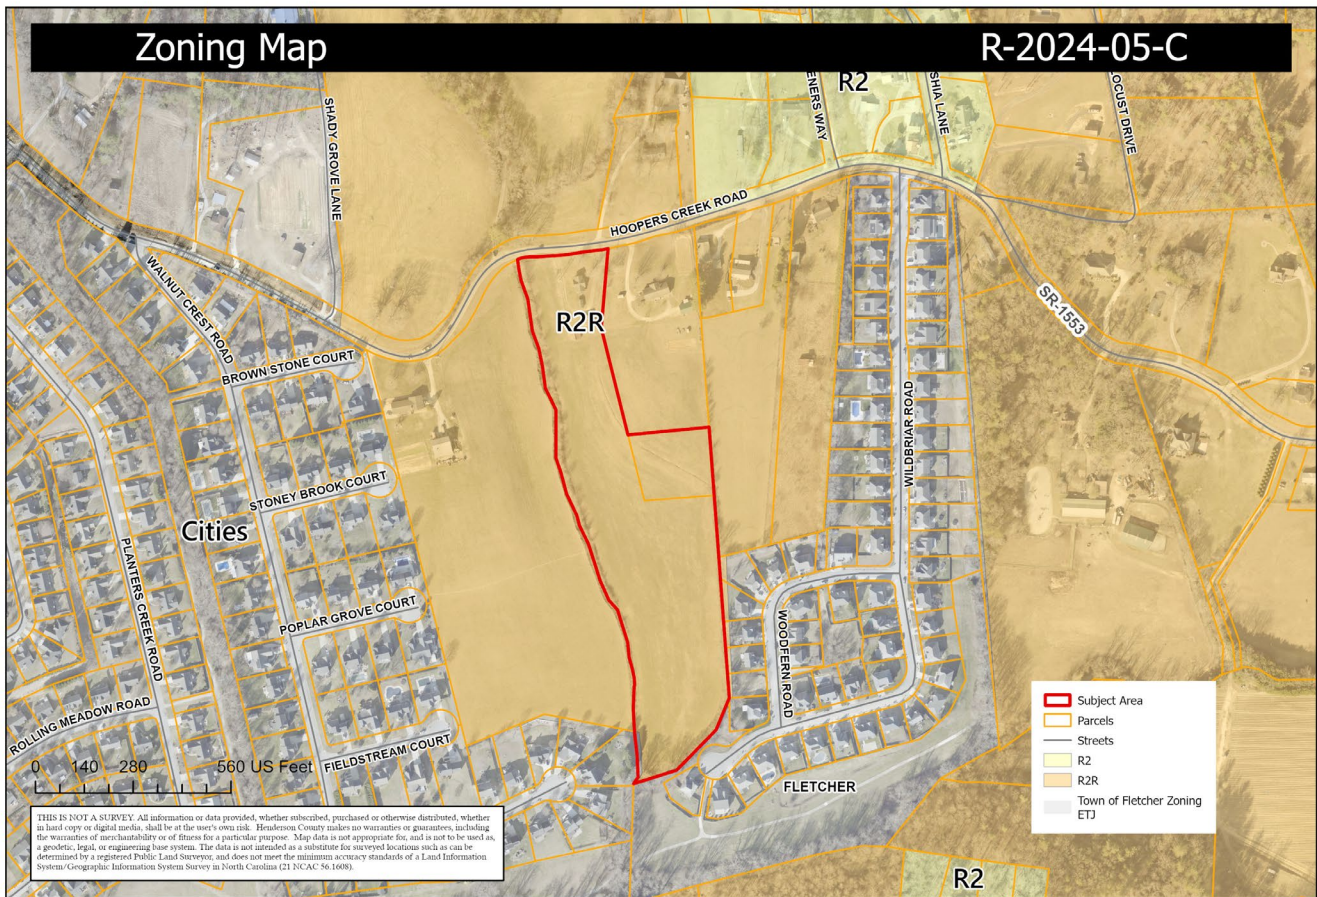 Zoning Map
R-2024-05-C
R2
ENERS WAY
SHIA LANE
LOCUST DRIVE
SHADY GROVE LANE
HOOPERS CREEK ROAD
WALNUT CREST ROAD
SR-1553
R2R
BROWN STONE COURT
WILDBRIAR ROAD
STONEY BROOK COURT
Cities
PLANTERS CREEK ROAD
POPLAR GROVE COURT
WOODFERN ROAD
ROLLING MEADOW ROAD
FIELDSTREAM COURT
FLETCHER
0 140 280 560 US Feet
Subject Area
Parcels
Streets
R2
R2R
Town of Fletcher Zoning
ETJ
THIS IS NOT A SURVEY. All information or data provided, whether subscribed, purchased or otherwise distributed, whether
in hard copy or digital media, shall be at the user's own risk. Henderson County makes no warranties or guarantees, including
the warranties of merchantability or of fitness for a particular purpose. Map data is not appropriate for, and is not to be used as,
a geodetic, legal, or engineering base system. The data is not intended as a substitute for surveyed locations such as can be
determined by a registered Public Land Surveyor, and does not meet the minimum accuracy standards of a Land Information
System/Geographic Information System Survey in North Carolina (21 NCAC 56.1608).
R2